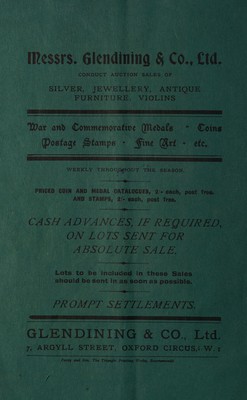 Messrs. Glendining & Co., Ltd.
CONDUCT AUCTION SALES OF
SILVER, JEWELLERY, ANTIQUE
FURNITURE, VIOLINS
War and Commemorative Medals · Coins
Postage Stamps · Fine Art · etc.
WEEKLY THROUGHOUT THE SEASON
PRICED COIN AND MEDAL CATALOGUES, 2/- each, post free.
AND STAMPS, 1/- each, post free.
CASH ADVANCES, IF REQUIRED,
ON LOTS SENT FOR
ABSOLUTE SALE.
Lots to be included in these Sales
should be sent in as soon as possible.
PROMPT SETTLEMENTS.
GLENDINING & CO., Ltd.
7, ARGYLL STREET, OXFORD CIRCUS, W. 1